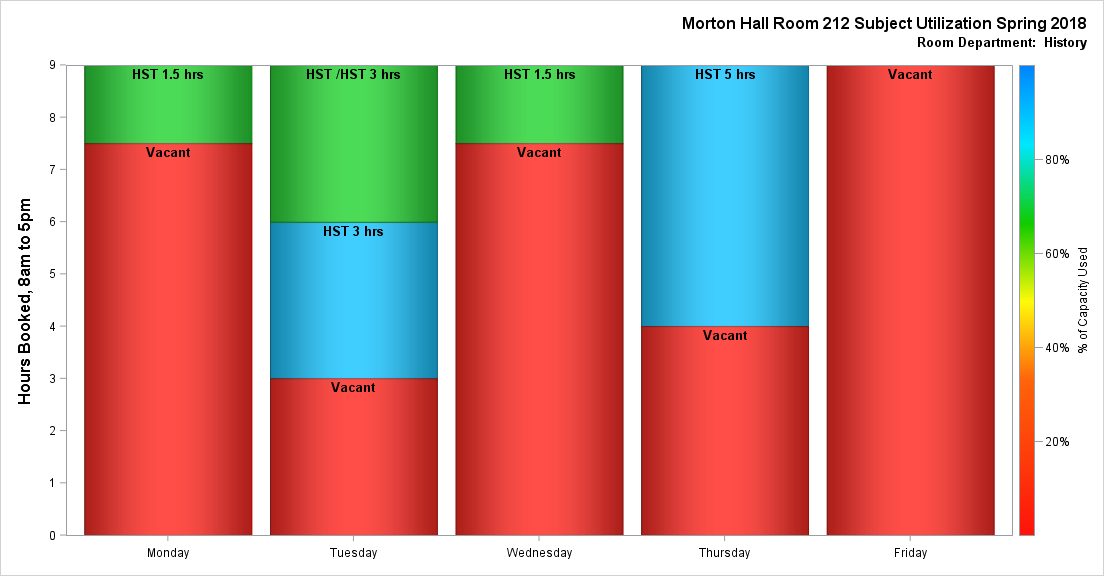 Morton Hall Room 212 Subject Utilization Spring 2018
Room Department:  History
Hours Booked, 8am to 5pm
9
8
7
6
5
4
3
2
1
0
HST 1.5 hrs
Vacant
HST /HST 3 hrs
HST 3 hrs
Vacant
HST 1.5 hrs
Vacant
HST 5 hrs
Vacant
Vacant
Monday
Tuesday
Wednesday
Thursday
Friday
80%
60%
40%
20%
% of Capacity Used